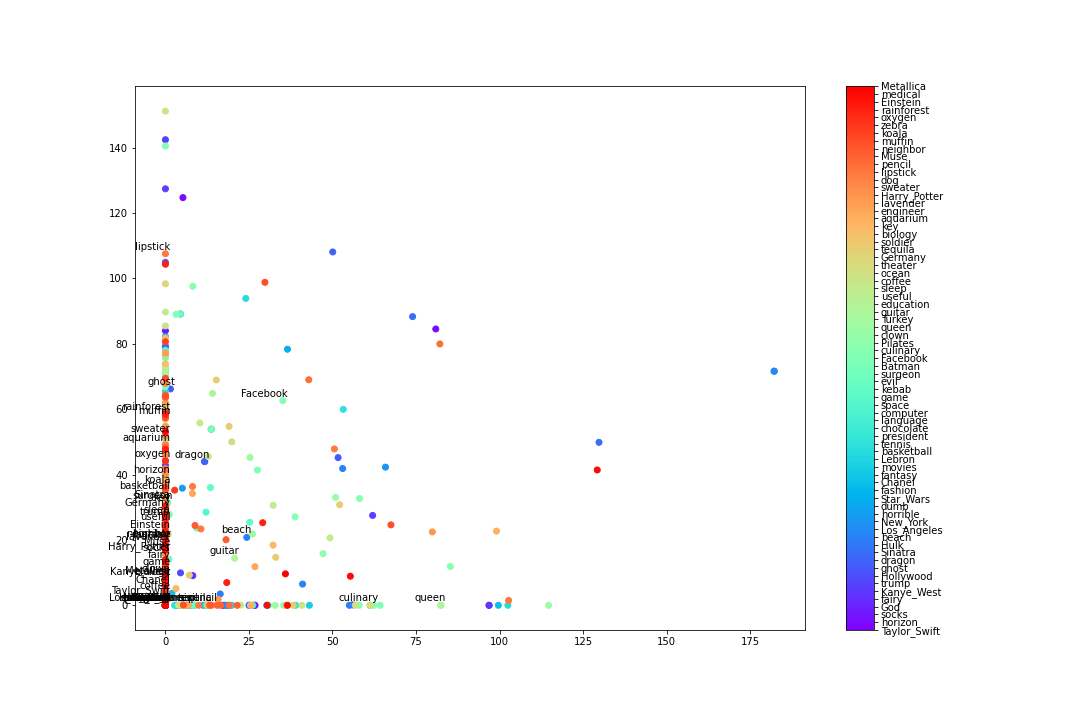 140
120
100
80
60
40
20
0
0
25
50
75
100
125
150
175
lipstick
ghost
Facebook
rainforest
muffin
sweater
aquarium
oxygen
dragon
horizon
koala
basketball
Germany
useful
Einstein
beach
Harry_Potter
fairy
guitar
game
Chanel
coffee
Taylor_Swift
culinary
queen
Metallica
medical
Einstein
rainforest
oxygen
zebra
koala
muffin
neighbor
Muse
pencil
lipstick
dog
sweater
Harry_Potter
lavender
engineer
aquarium
key
biology
soldier
tequila
Germany
theater
ocean
coffee
sleep
useful
education
guitar
Turkey
queen
clown
Pilates
culinary
Facebook
Batman
surgeon
evil
kebab
game
space
computer
language
chocolate
president
tennis
basketball
Lebron
movies
fantasy
Chanel
fashion
Star_Wars
dump
horrible
New_York
Los_Angeles
beach
Hulk
Sinatra
dragon
ghost
Hollywood
trump
Kanye_West
fairy
God
socks
horizon
Taylor_Swift